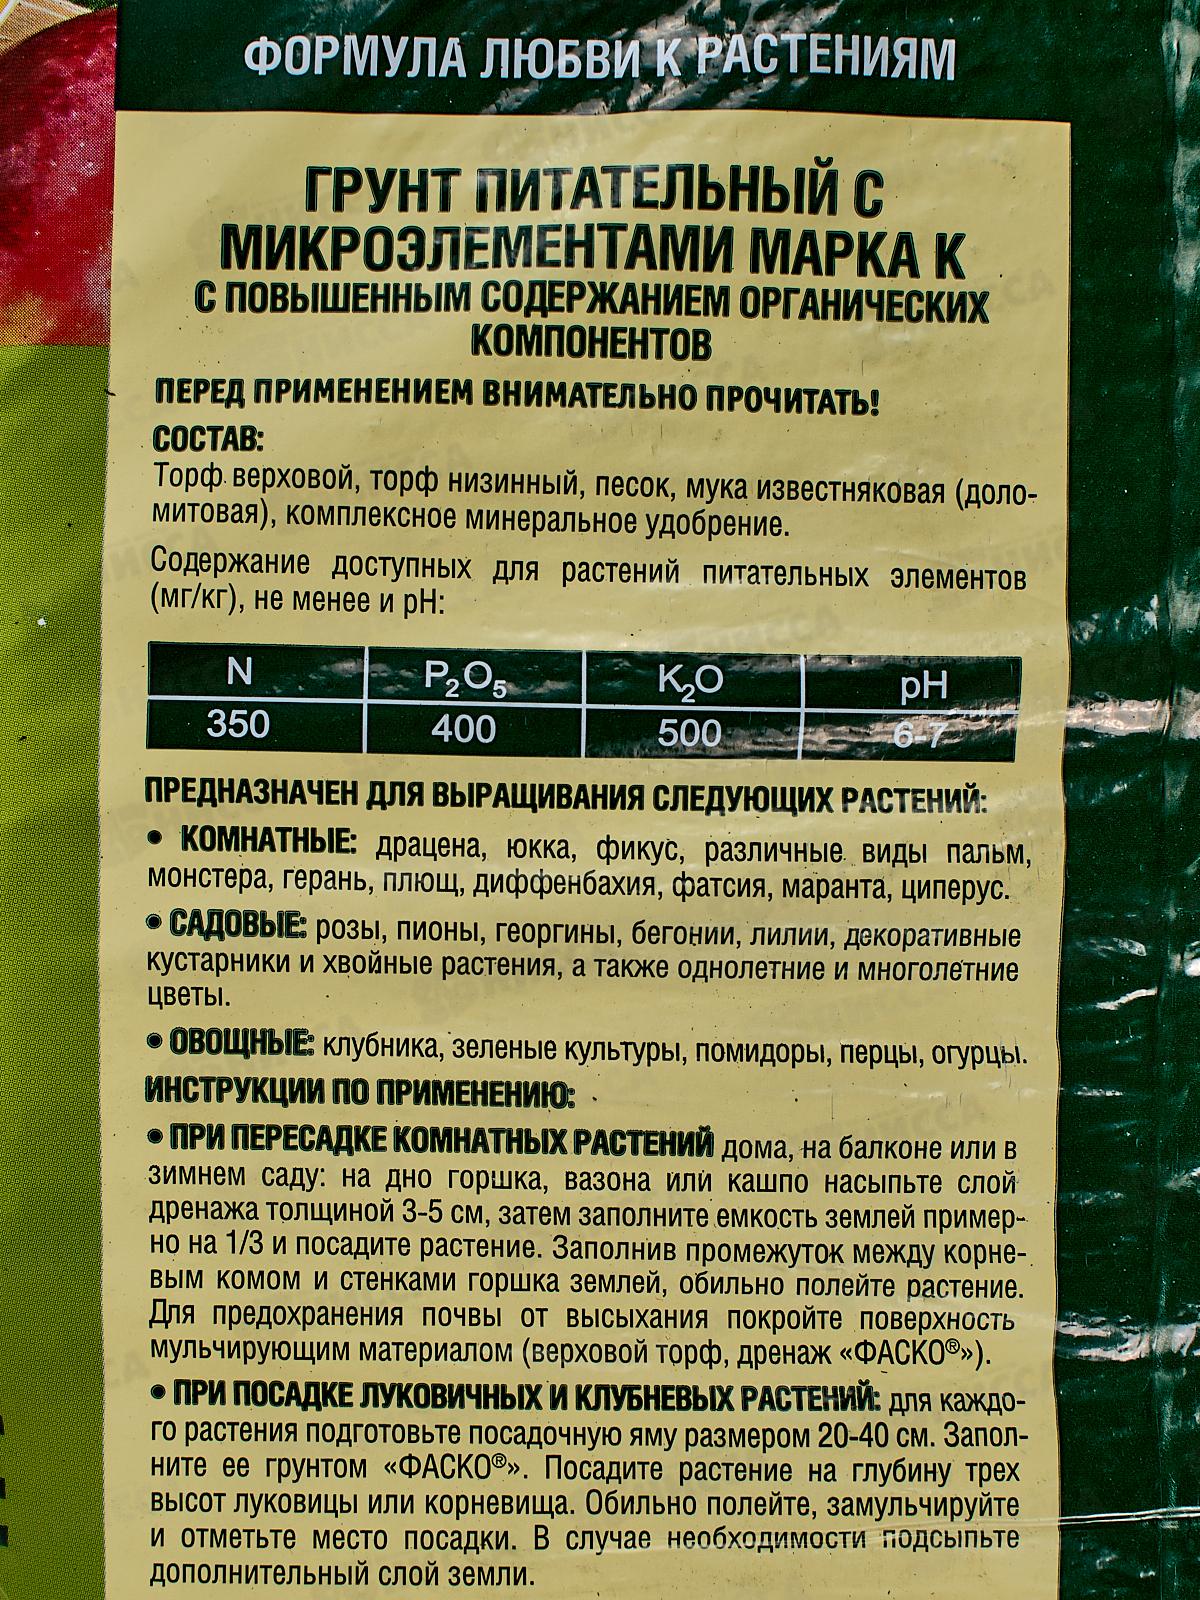 ФОРМУЛА ЛЮБВИ К РАСТЕНИЯМ
ГРУНТ ПИТАТЕЛЬНЫЙ С
МИКРОЭЛЕМЕНТАМИ МАРКА К
С ПОВЫШЕННЫМ СОДЕРЖАНИЕМ ОРГАНИЧЕСКИХ
КОМПОНЕНТОВ
ПЕРЕД ПРИМЕНЕНИЕМ ВНИМАТЕЛЬНО ПРОЧИТАТЬ!
СОСТАВ:
Торф верховой, торф низинный, песок, мука известняковая (доло-
митовая), комплексное минеральное удобрение.
Содержание доступных для растений питательных элементов
(мг/кг), не менее и pH:
N P₂O₅ K₂O pH
350 400 500 6-7
ПРЕДНАЗНАЧЕН ДЛЯ ВЫРАЩИВАНИЯ СЛЕДУЮЩИХ РАСТЕНИЙ:
• КОМНАТНЫЕ: драцена, юкка, фикус, различные виды пальм,
монстера, герань, плющ, диффенбахия, фатсия, маранта, циперус.
• САДОВЫЕ: розы, пионы, георгины, бегонии, лилии, декоративные
кустарники и хвойные растения, а также однолетние и многолетние
цветы.
• ОВОЩНЫЕ: клубника, зеленые культуры, помидоры, перцы, огурцы.
ИНСТРУКЦИИ ПО ПРИМЕНЕНИЮ:
• ПРИ ПЕРЕСАДКЕ КОМНАТНЫХ РАСТЕНИЙ дома, на балконе или в
зимнем саду: на дно горшка, вазона или кашпо насыпьте слой
дренажа толщиной 3-5 см, затем заполните емкость землей пример-
но на 1/3 и посадите растение. Заполнив промежуток между корне-
вым комом и стенками горшка землей, обильно полейте растение.
Для предохранения почвы от высыхания покройте поверхность
мульчирующим материалом (верховой торф, дренаж «ФАСКО®»).
• ПРИ ПОСАДКЕ ЛУКОВИЧНЫХ И КЛУБНЕВЫХ РАСТЕНИЙ: для каждо-
го растения подготовьте посадочную яму размером 20-40 см. Запол-
ните ее грунтом «ФАСКО®». Посадите растение на глубину трех
высот луковицы или корневища. Обильно полейте, замульчируйте
и отметьте место посадки. В случае необходимости подсыпьте
дополнительный слой земли.